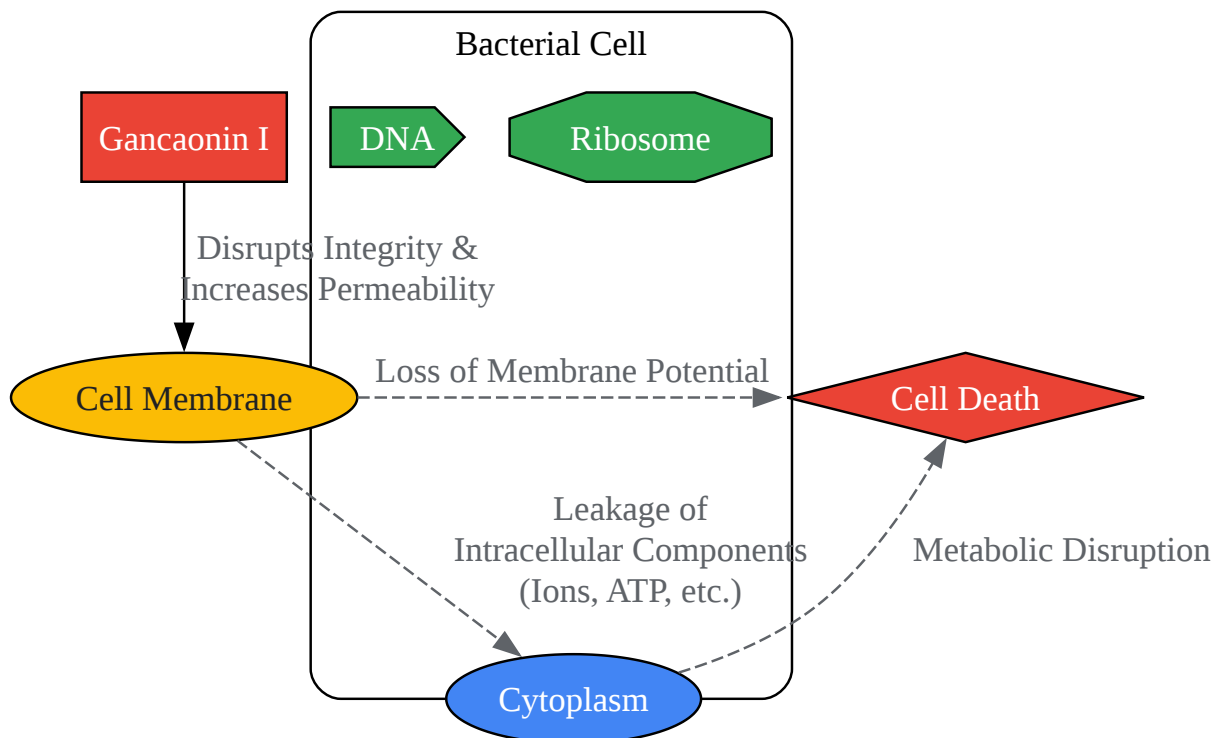 Bacterial Cell
Gancaonin I
DNA
Ribosome
Disrupts Integrity &
Increases Permeability
Loss of Membrane Potential
Cell Membrane
Cell Death
Leakage of
Intracellular Components
(Ions, ATP, etc.)
Metabolic Disruption
Cytoplasm